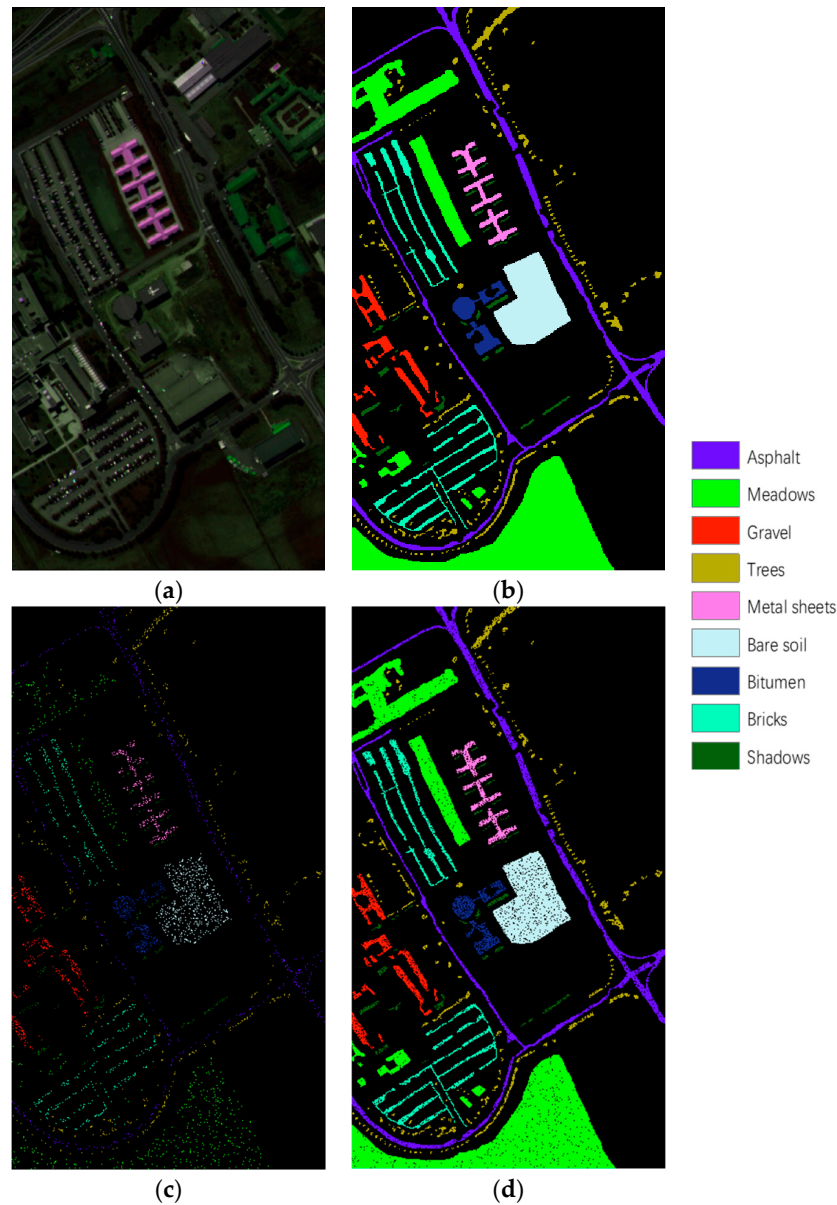 (a)
(b)
Asphalt
Meadows
Gravel
Trees
Metal sheets
Bare soil
Bitumen
Bricks
Shadows
(c)
(d)